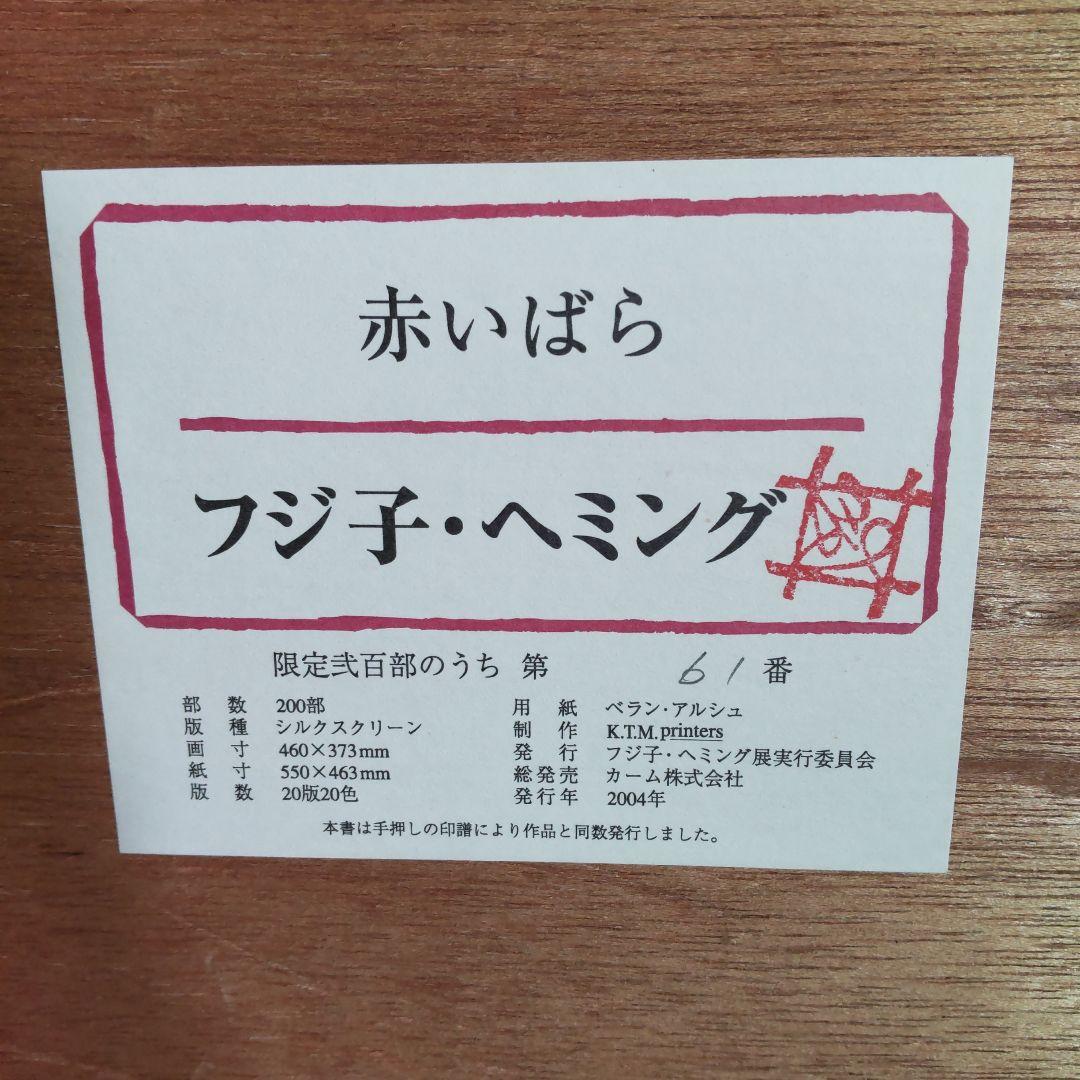 赤いばら
フジ子・ヘミング
限定弐百部のうち 第 61 番
部数 200部
版種 シルクスクリーン
画寸 460×373mm
紙寸 550×463mm
版数 20版20色
用紙 ベラン・アルシュ
制作 K.T.M.printers
発行 フジ子・ヘミング展実行委員会
総発売 カーム株式会社
発行年 2004年
本書は手押しの印譜により作品と同数発行しました。